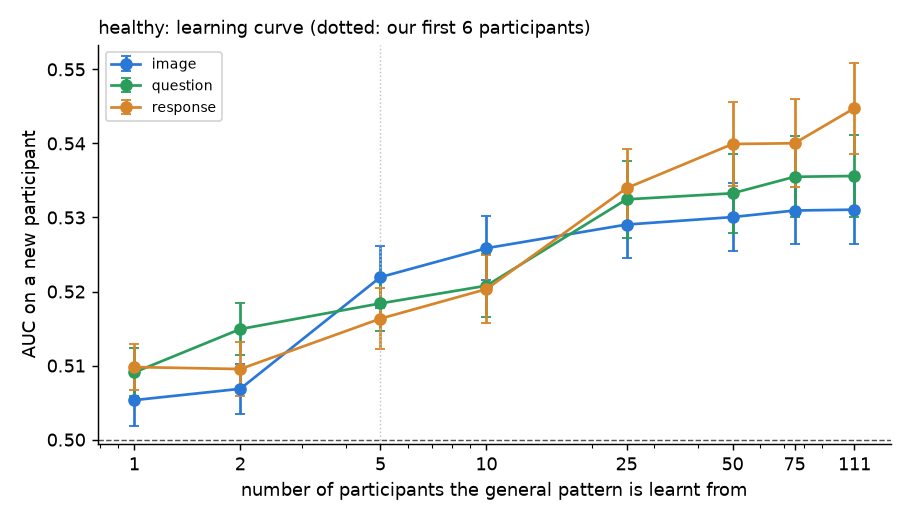 healthy: learning curve (dotted: our first 6 participants)
image
question
response
AUC on a new participant
0.55
0.54
0.53
0.52
0.51
0.50
1 2 5 10 25 50 75 111
number of participants the general pattern is learnt from